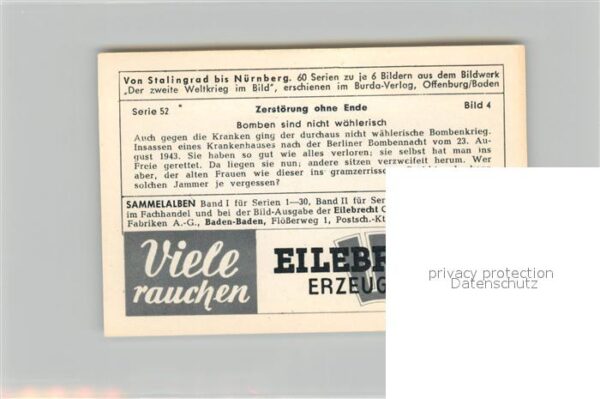 Von Stalingrad bis Nürnberg. 60 Serien zu je 6 Bildern aus dem Bildwerk
„Der zweite Weltkrieg im Bild", erschienen im Burda-Verlag, Offenburg/Baden
Serie 52 Zerstörung ohne Ende Bild 4
Bomben sind nicht wählerisch
Auch gegen die Kranken ging der durchaus nicht wählerische Bombenkrieg.
Insassen eines Krankenhauses nach der Berliner Bombennacht vom 23. Au-
gust 1943. Sie haben so gut wie alles verloren; sie selbst hat man ins
Freie gerettet. Da liegen sie nun; andere sitzen verzweifelt herum. Wer
aber, der alten Frauen wie dieser ins gramzerrissene
solchen Jammer je vergessen?
SAMMELALBEN Band I für Serien 1—30, Band II für Ser
im Fachhandel und bei der Bild-Ausgabe der Eilebrecht
Fabriken A.-G., Baden-Baden, Flößerweg 1, Postsch.-Kt
Viele
rauchen
EILEB
ERZEUG
privacy protection
Datenschutz